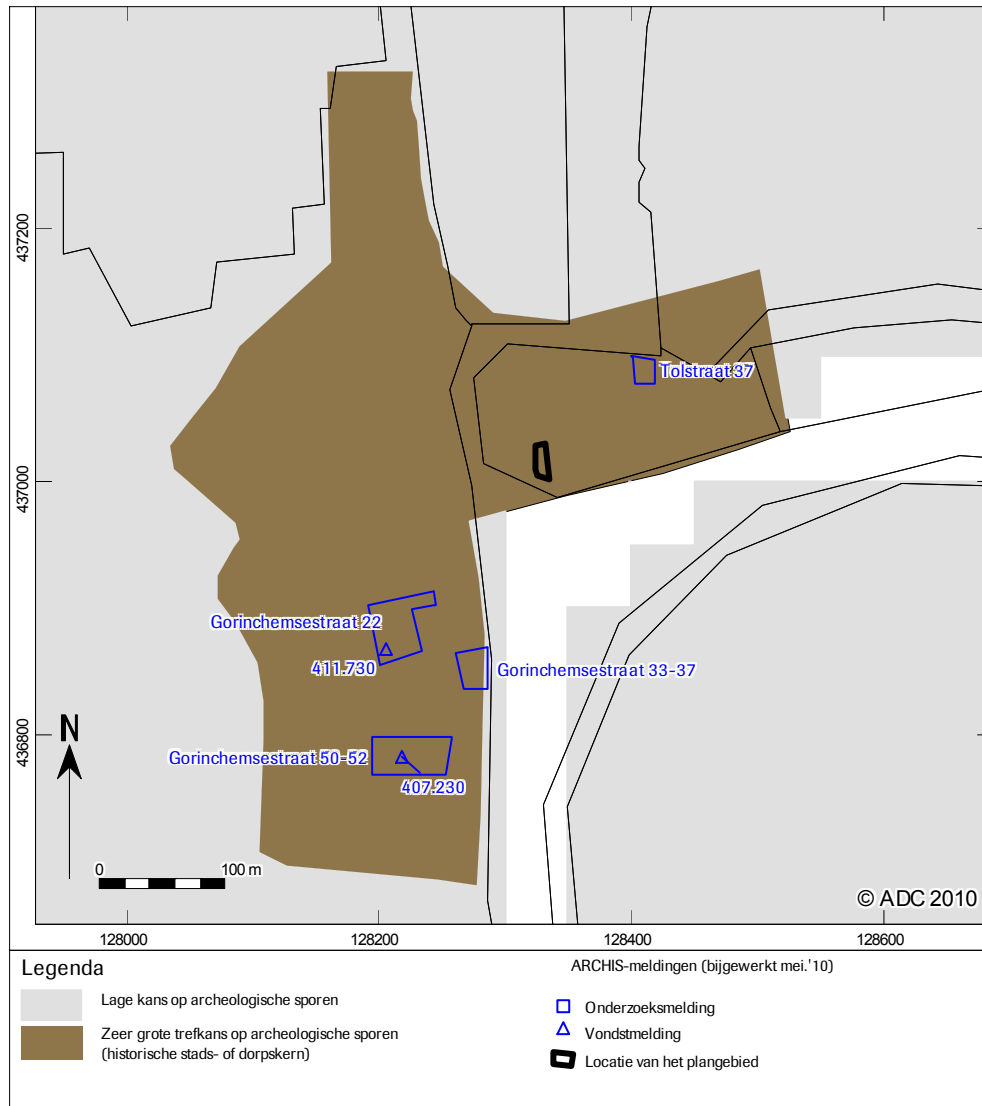 437200
Tolstraat 37
437000
Gorinchemsestraat 22
411.730
Gorinchemsestraat 33-37
436800
N
Gorinchemsestraat 50-52
407.230
0 100 m
© ADC 2010
128000 128200 128400 128600
Legenda
ARCHIS-meldingen (bijgewerkt mei.'10)
Lage kans op archeologische sporen
Onderzoeksmelding
Zeer grote trefkans op archeologische sporen
(historische stads- of dorpskern)
Vondstmelding
Locatie van het plangebied